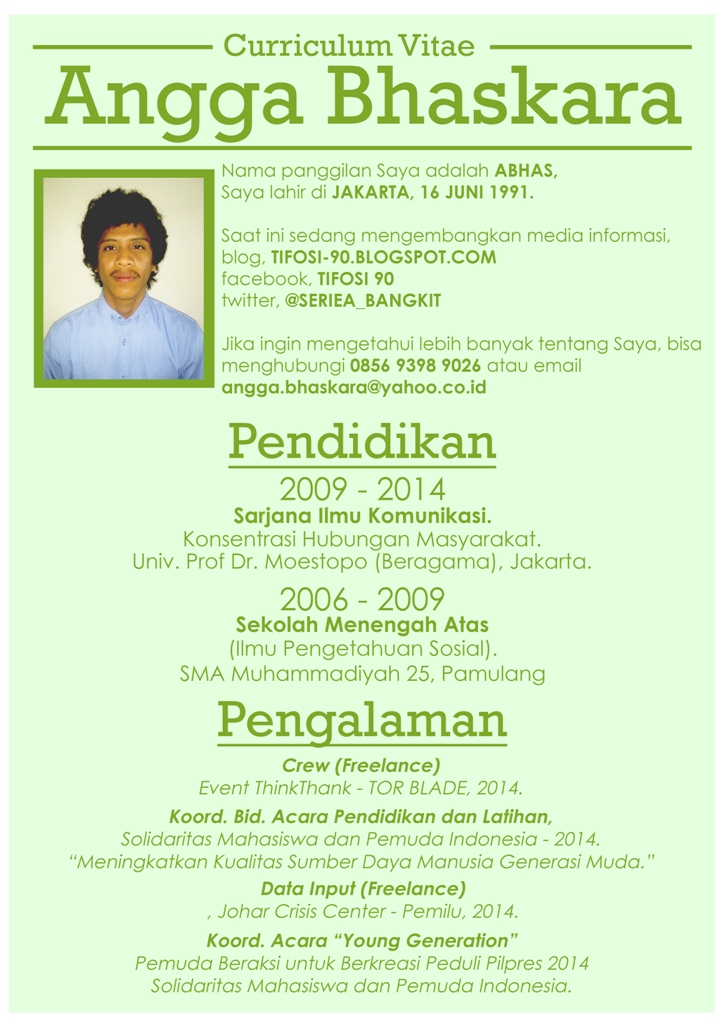 Curriculum Vitae
Angga Bhaskara
Nama panggilan Saya adalah ABHAS,
Saya lahir di JAKARTA, 16 JUNI 1991.
Saat ini sedang mengembangkan media informasi,
blog, TIFOSI-90.BLOGSPOT.COM
facebook, TIFOSI 90
twitter, @SERIEA_BANGKIT
Jika ingin mengetahui lebih banyak tentang Saya, bisa
menghubungi 0856 9398 9026 atau email
angga.bhaskara@yahoo.co.id
Pendidikan
2009 - 2014
Sarjana Ilmu Komunikasi.
Konsentrasi Hubungan Masyarakat.
Univ. Prof Dr. Moestopo (Beragama), Jakarta.
2006 - 2009
Sekolah Menengah Atas
(Ilmu Pengetahuan Sosial).
SMA Muhammadiyah 25, Pamulang
Pengalaman
Crew (Freelance)
Event ThinkThank - TOR BLADE, 2014.
Koord. Bid. Acara Pendidikan dan Latihan,
Solidaritas Mahasiswa dan Pemuda Indonesia - 2014.
“Meningkatkan Kualitas Sumber Daya Manusia Generasi Muda.”
Data Input (Freelance)
, Johar Crisis Center - Pemilu, 2014.
Koord. Acara “Young Generation”
Pemuda Beraksi untuk Berkreasi Peduli Pilpres 2014
Solidaritas Mahasiswa dan Pemuda Indonesia.